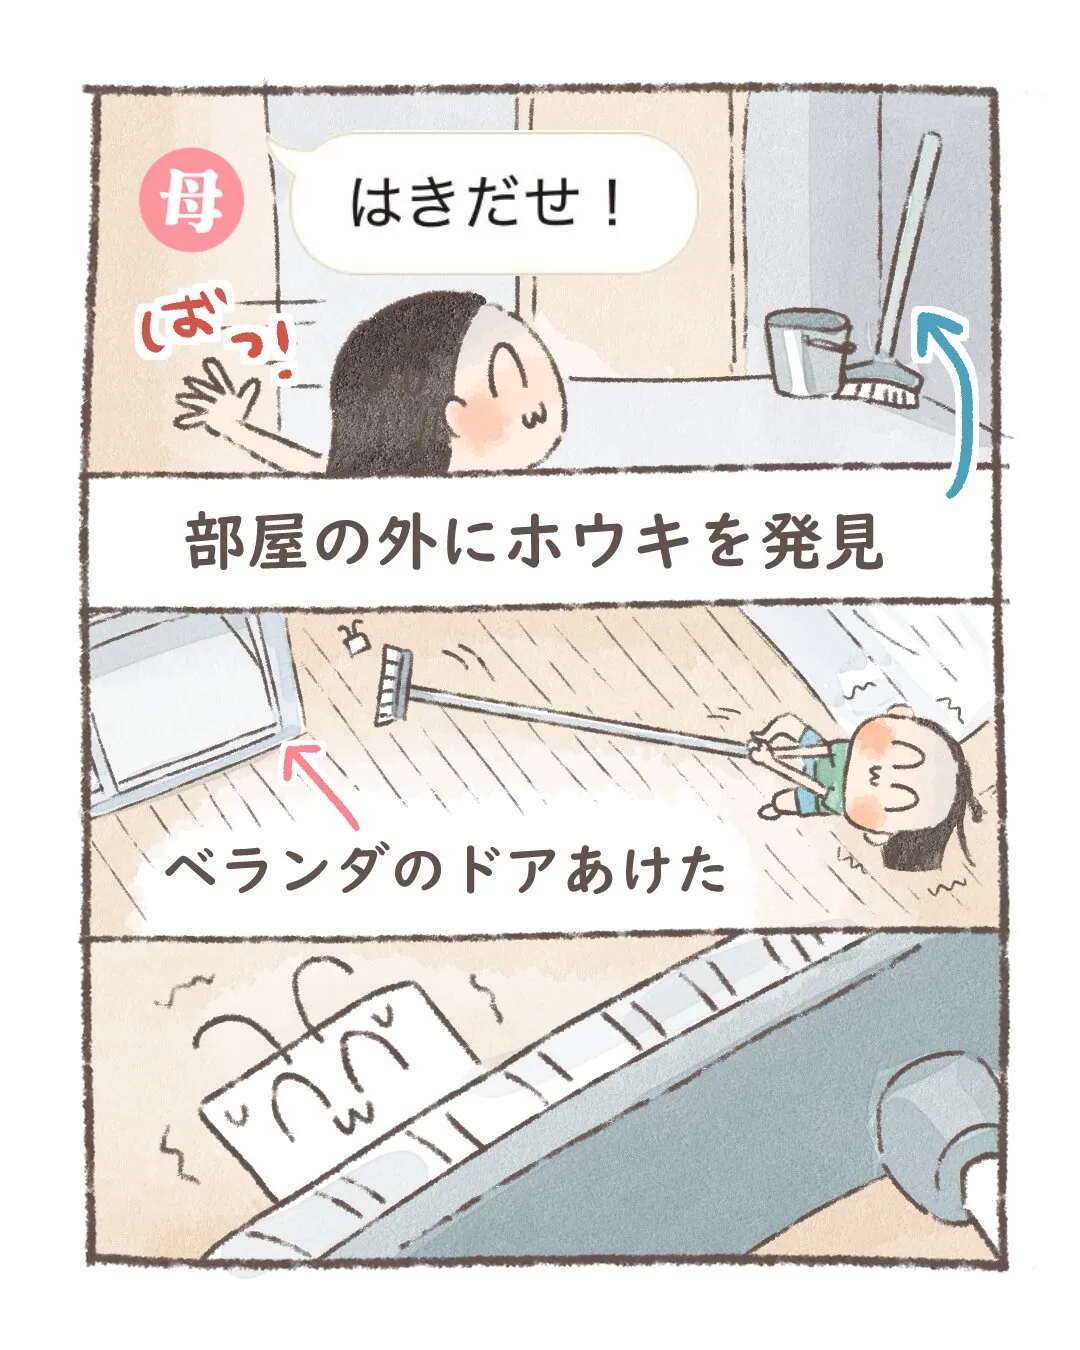 母
はきだせ！
ばっ！
部屋の外にホウキを発見
ベランダのドアあけた